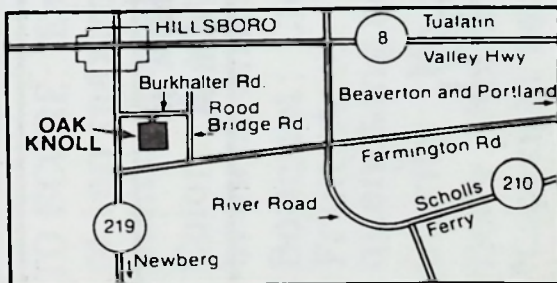 HILLSBORO
Tualatin
8
Valley Hwy
Burkhalter Rd.
Beaverton and Portland
Rood
Bridge Rd
OAK
KNOLL
Farmington Rd
River Road
Scholls
210
Ferry
219
Newberg